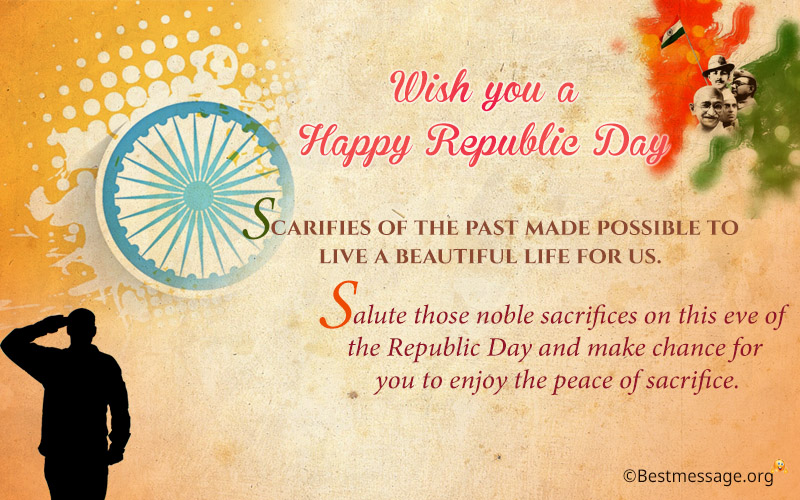 Wish you a
Happy Republic Day
SCARIFIES OF THE PAST MADE POSSIBLE TO
LIVE A BEAUTIFUL LIFE FOR US.
Salute those noble sacrifices on this eve of
the Republic Day and make chance for
you to enjoy the peace of sacrifice.
©Bestmessage.org